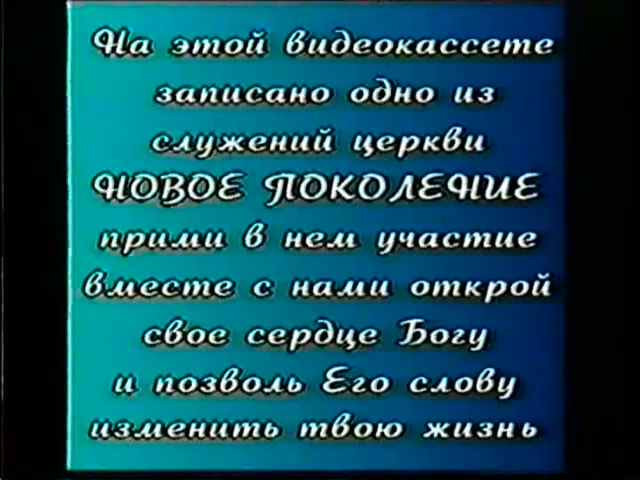 На этой видеокассете
записано одно из
служений церкви
НОВОЕ ПОКОЛЕНИЕ
прими в нем участие
вместе с нами открой
свое сердце Богу
и позволь Его слову
изменить твою жизнь